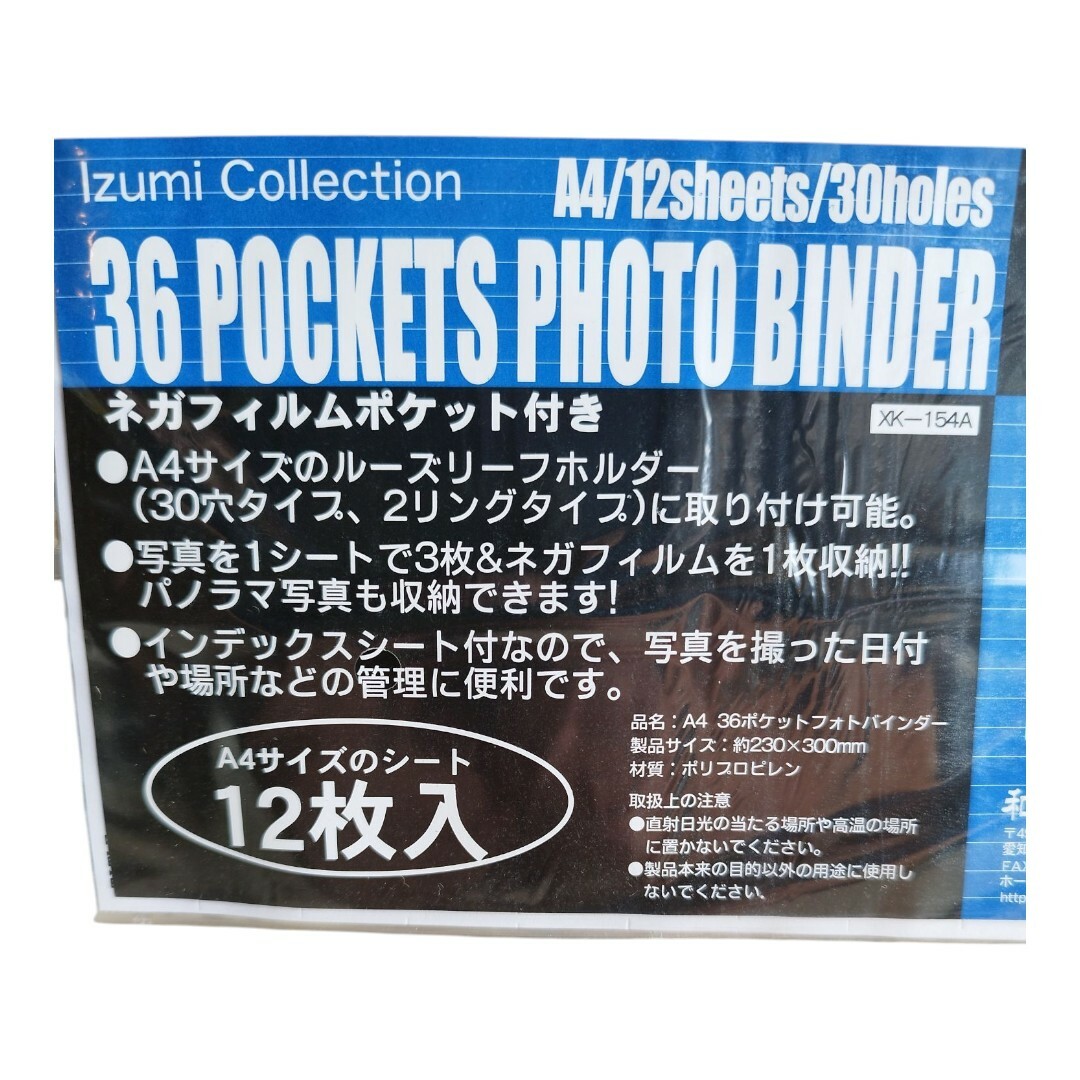 Izumi Collection
A4/12sheets/30holes
36 POCKETS PHOTO BINDER
ネガフィルムポケット付き
XK-154A
●A4サイズのルーズリーフホルダー
(30穴タイプ、2リングタイプ)に取り付け可能。
●写真を1シートで3枚&ネガフィルムを1枚収納!!
パノラマ写真も収納できます!
●インデックスシート付なので、写真を撮った日付
や場所などの管理に便利です。
A4サイズのシート
12枚入
品名：A4 36ポケットフォトバインダー
製品サイズ：約230×300mm
材質：ポリプロピレン
取扱上の注意
●直射日光の当たる場所や高温の場所
に置かないでください。
●製品本来の目的以外の用途に使用し
ないでください。
和
〒4
愛知
FAX
ホー
http